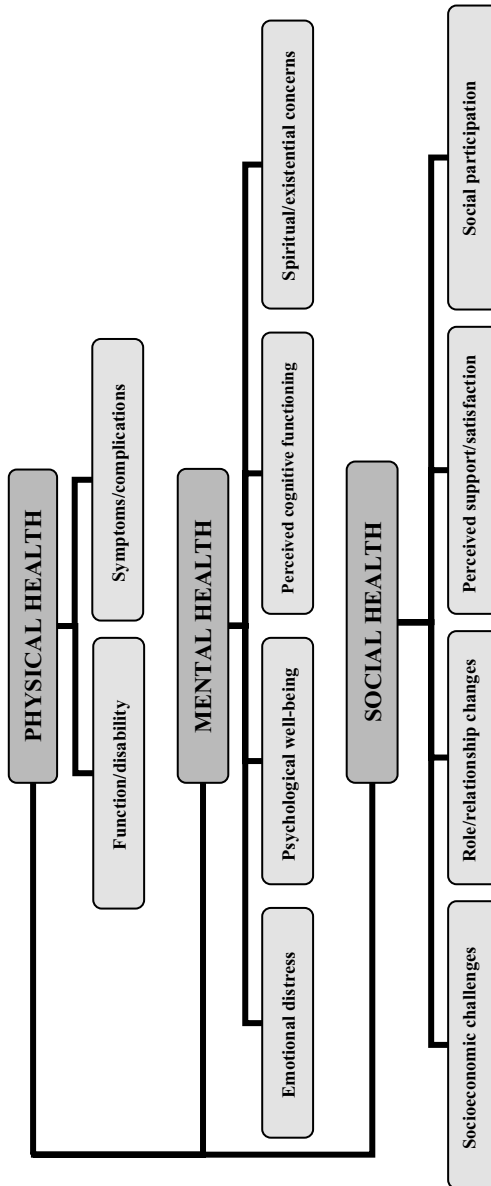 PHYSICAL HEALTH
Function/disability
Symptoms/complications
MENTAL HEALTH
Emotional distress
Psychological well-being
Perceived cognitive functioning
Spiritual/existential concerns
SOCIAL HEALTH
Socioeconomic challenges
Role/relationship changes
Perceived support/satisfaction
Social participation